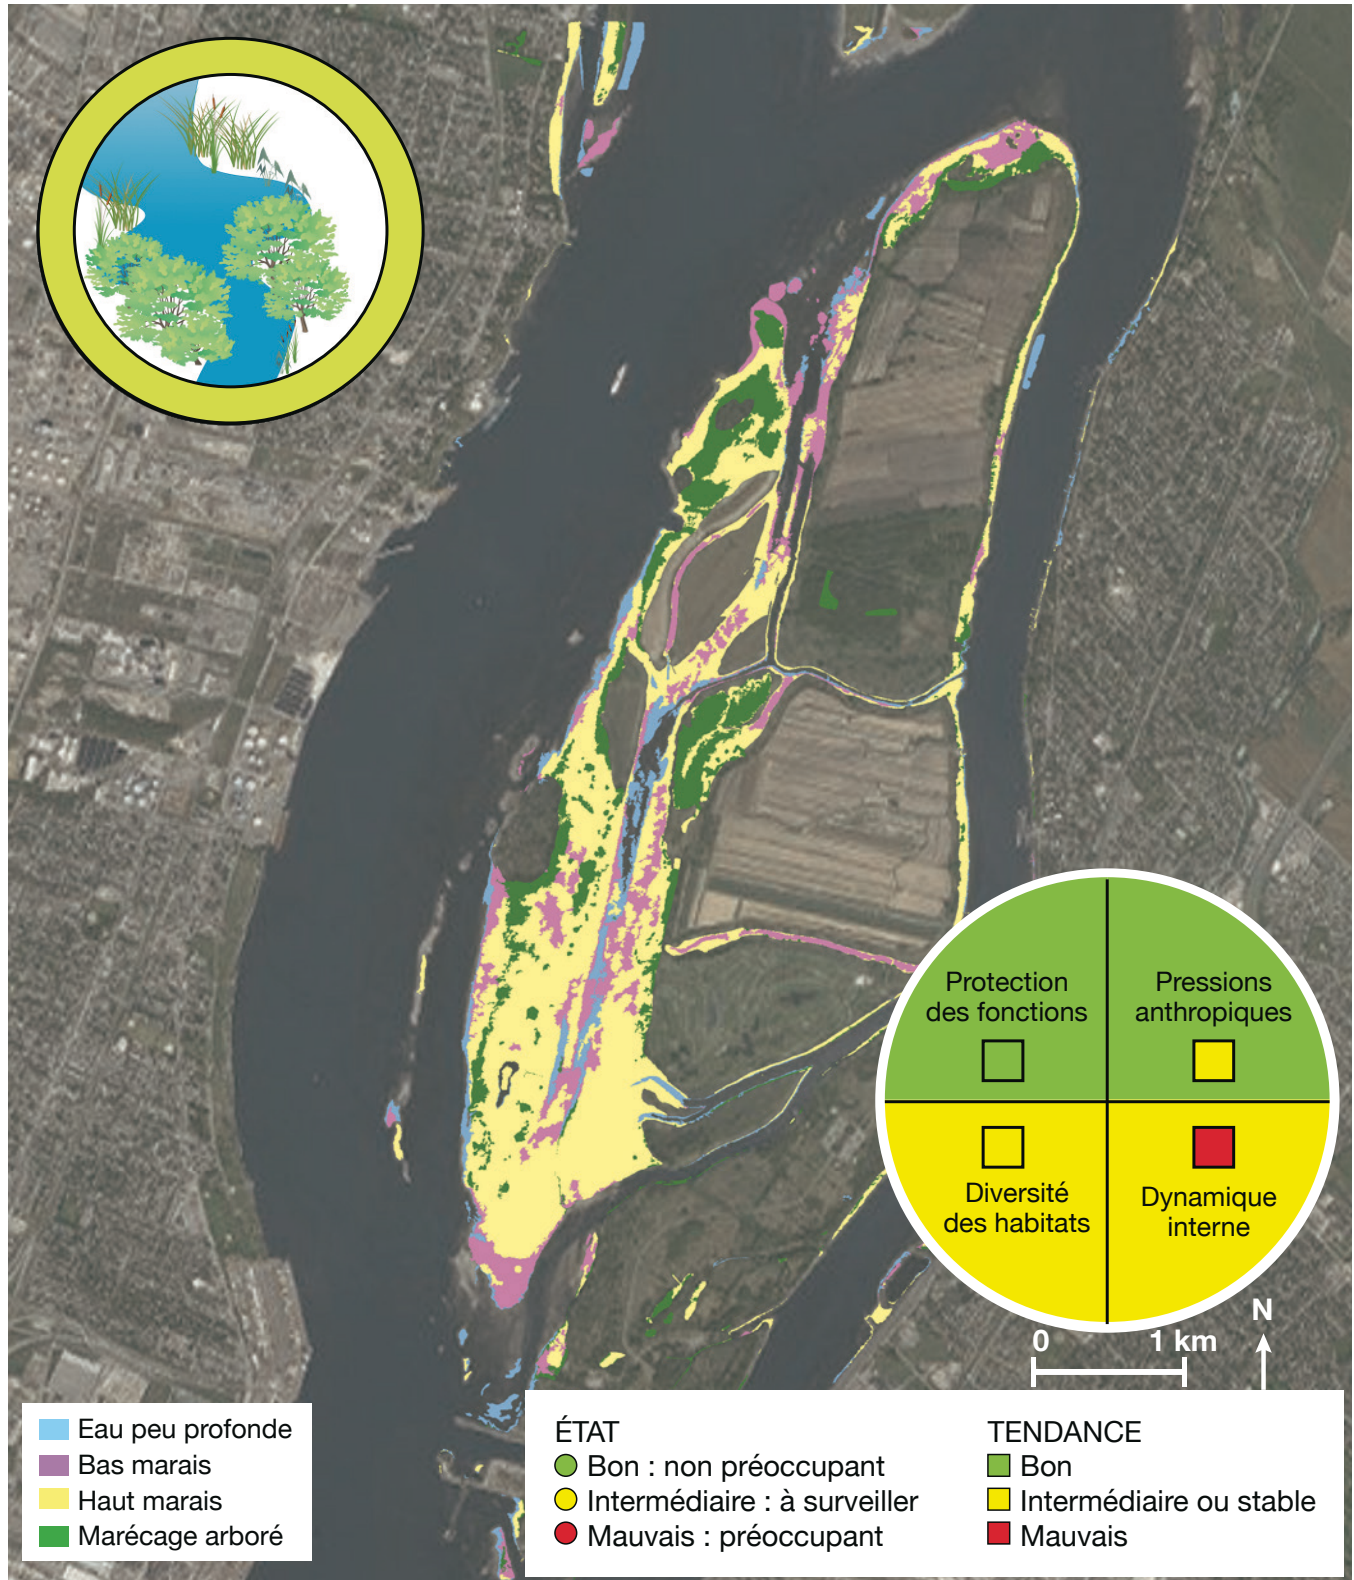 Protection
des fonctions
Pressions
anthropiques
Diversité
des habitats
Dynamique
interne
N
0 1 km
Eau peu profonde
Bas marais
Haut marais
Marécage arboré
ÉTAT
Bon : non préoccupant
Intermédiaire : à surveiller
Mauvais : préoccupant
TENDANCE
Bon
Intermédiaire ou stable
Mauvais